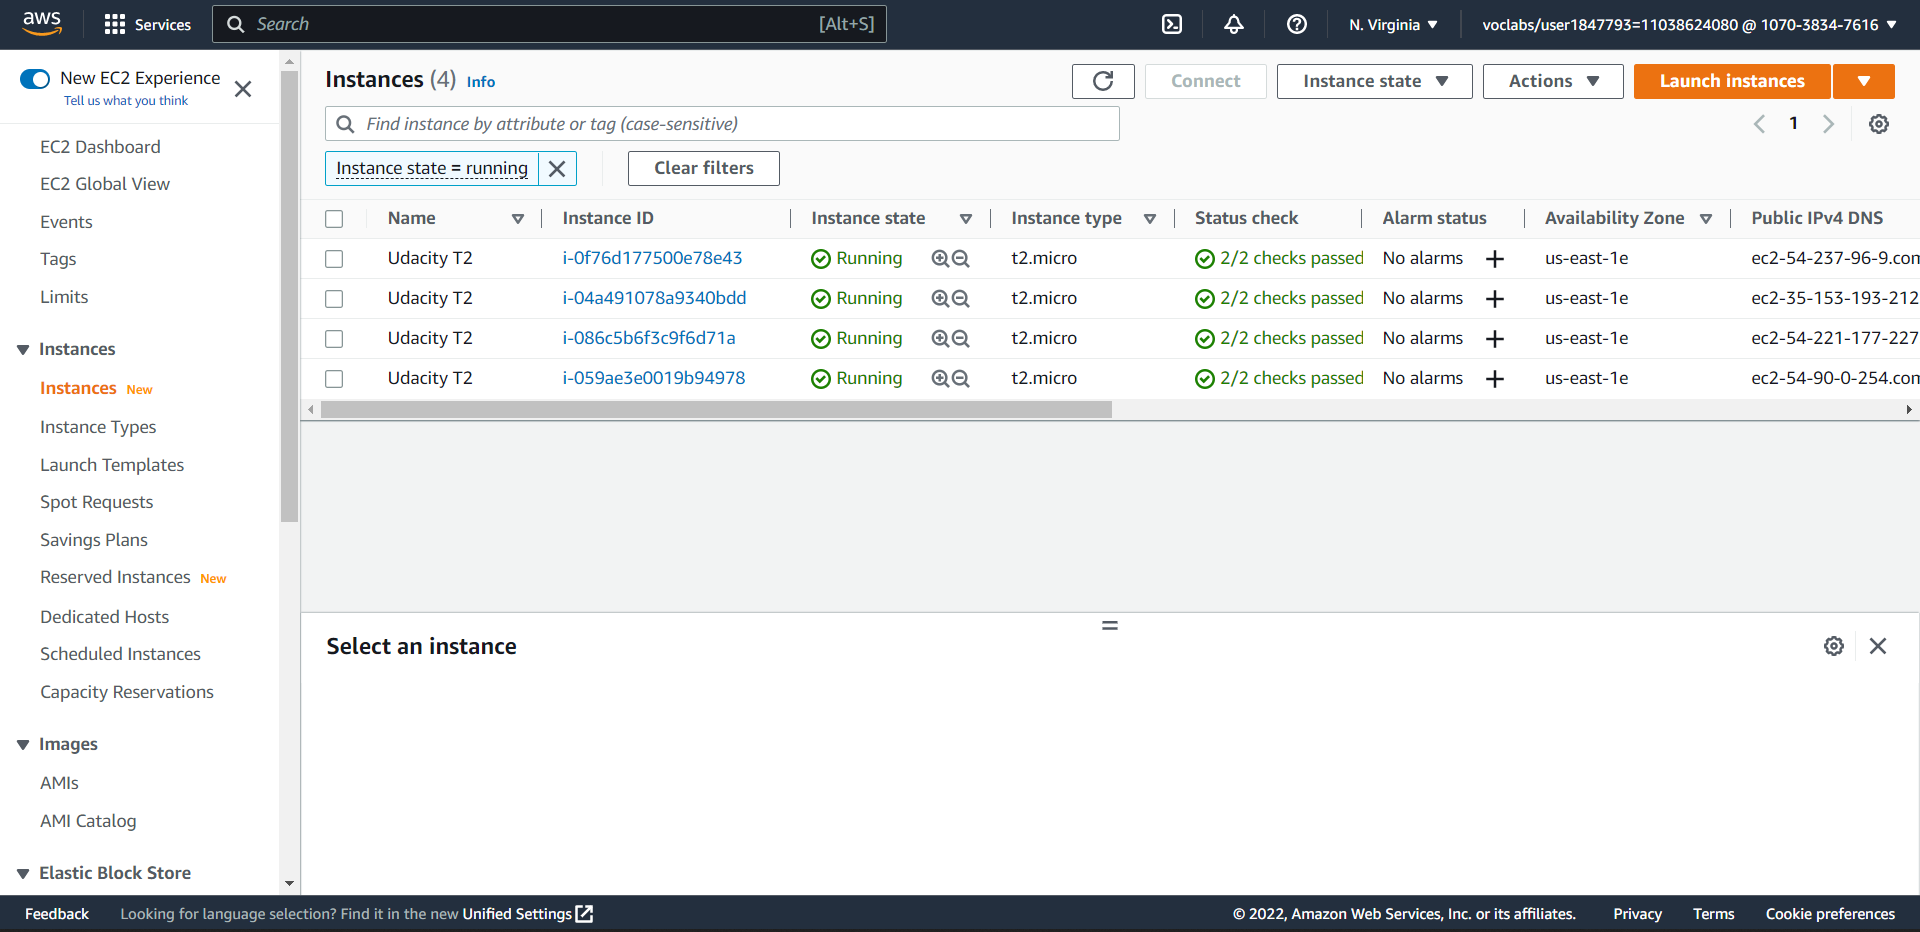 aws
Services
Search
[Alt+S]
N. Virginia
voclabs/user1847793=11038624080 @ 1070-3834-7616
New EC2 Experience
Tell us what you think
EC2 Dashboard
EC2 Global View
Events
Tags
Limits
Instances
Instances New
Instance Types
Launch Templates
Spot Requests
Savings Plans
Reserved Instances New
Dedicated Hosts
Scheduled Instances
Capacity Reservations
Images
AMIs
AMI Catalog
Elastic Block Store
Instances (4) Info
Connect
Instance state
Actions
Launch instances
Find instance by attribute or tag (case-sensitive)
1
Instance state = running
Clear filters
Name Instance ID Instance state Instance type Status check Alarm status Availability Zone Public IPv4 DNS
Udacity T2 i-0f76d177500e78e43 Running t2.micro 2/2 checks passed No alarms us-east-1e ec2-54-237-96-9.com
Udacity T2 i-04a491078a9340bdd Running t2.micro 2/2 checks passed No alarms us-east-1e ec2-35-153-193-212
Udacity T2 i-086c5b6f3c9f6d71a Running t2.micro 2/2 checks passed No alarms us-east-1e ec2-54-221-177-227
Udacity T2 i-059ae3e0019b94978 Running t2.micro 2/2 checks passed No alarms us-east-1e ec2-54-90-0-254.com
Select an instance
Feedback
Looking for language selection? Find it in the new Unified Settings
© 2022, Amazon Web Services, Inc. or its affiliates.
Privacy
Terms
Cookie preferences